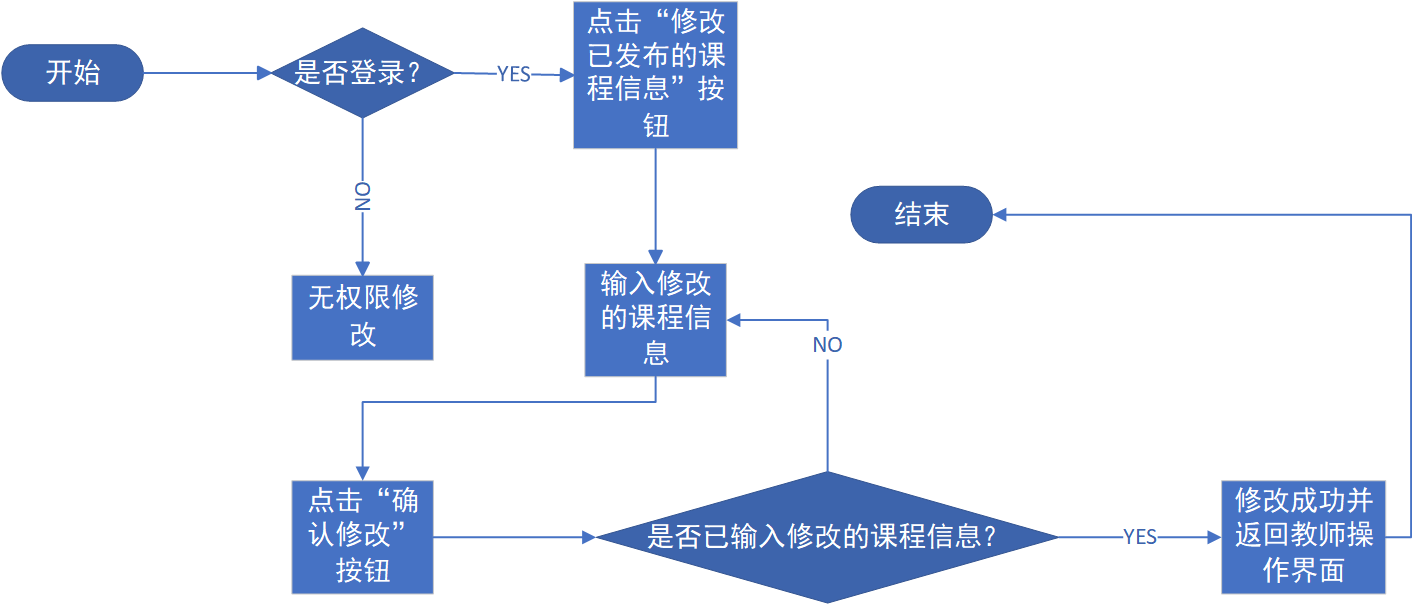 开始
是否登录？
YES
点击“修改
已发布的课
程信息”按
钮
NO
无权限修
改
结束
输入修改
的课程信
息
NO
点击“确
认修改”
按钮
是否已输入修改的课程信息？
YES
修改成功并
返回教师操
作界面